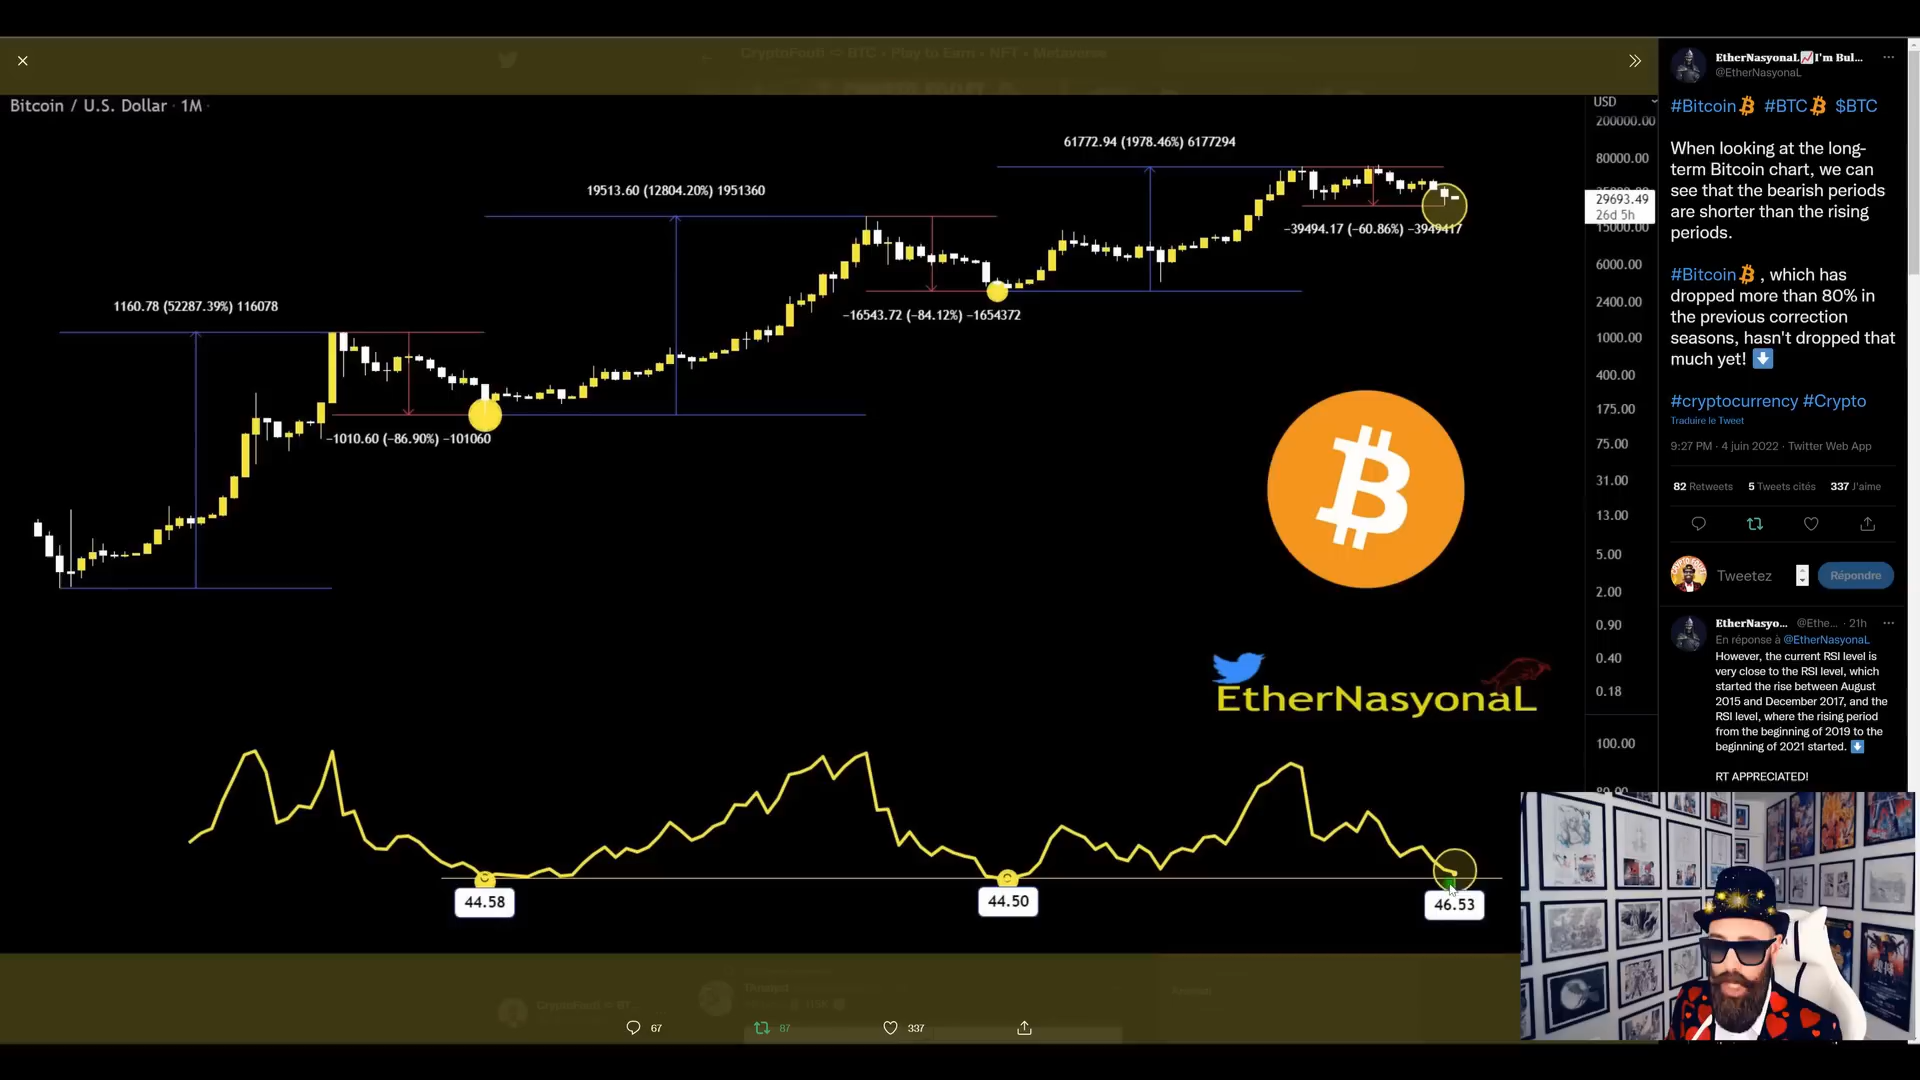 CryptoFouti BTC • Play to Earn • NFT • Metaverse
Bitcoin / U.S. Dollar · 1M
1160.78 (52287.39%) 116078
−1010.60 (−86.90%) −101060
19513.60 (12804.20%) 1951360
−16543.72 (−84.12%) −1654372
61772.94 (1978.46%) 6177294
−39494.17 (−60.86%) −3949417
USD
200000.00
80000.00
29693.49
26d 5h
15000.00
6000.00
2400.00
1000.00
400.00
175.00
75.00
31.00
13.00
5.00
2.00
0.90
0.40
0.18
100.00
EtherNasyonaL
44.58
44.50
46.53
67
87
337
EtherNasyonaL📈I'm Bul...
@EtherNasyonaL
#Bitcoin #BTC $BTC
When looking at the long-
term Bitcoin chart, we can
see that the bearish periods
are shorter than the rising
periods.
#Bitcoin , which has
dropped more than 80% in
the previous correction
seasons, hasn't dropped that
much yet! ⬇️
#cryptocurrency #Crypto
Traduire le Tweet
9:27 PM · 4 juin 2022 · Twitter Web App
82 Retweets 5 Tweets cités 337 J'aime
Tweetez
Répondre
EtherNasyo... @Ethe... · 21h
En réponse à @EtherNasyonaL
However, the current RSI level is
very close to the RSI level, which
started the rise between August
2015 and December 2017, and the
RSI level, where the rising period
from the beginning of 2019 to the
beginning of 2021 started. ⬇️
RT APPRECIATED!